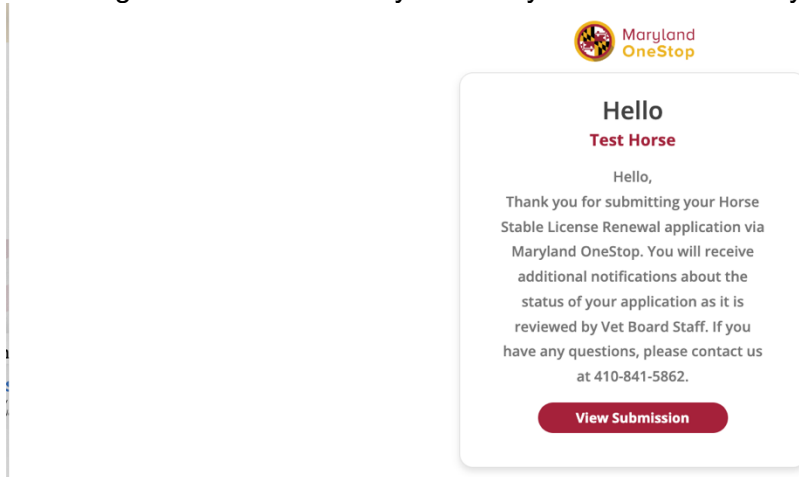 Maryland
OneStop
Hello
Test Horse
Hello,
Thank you for submitting your Horse
Stable License Renewal application via
Maryland OneStop. You will receive
additional notifications about the
status of your application as it is
reviewed by Vet Board Staff. If you
have any questions, please contact us
at 410-841-5862.
View Submission